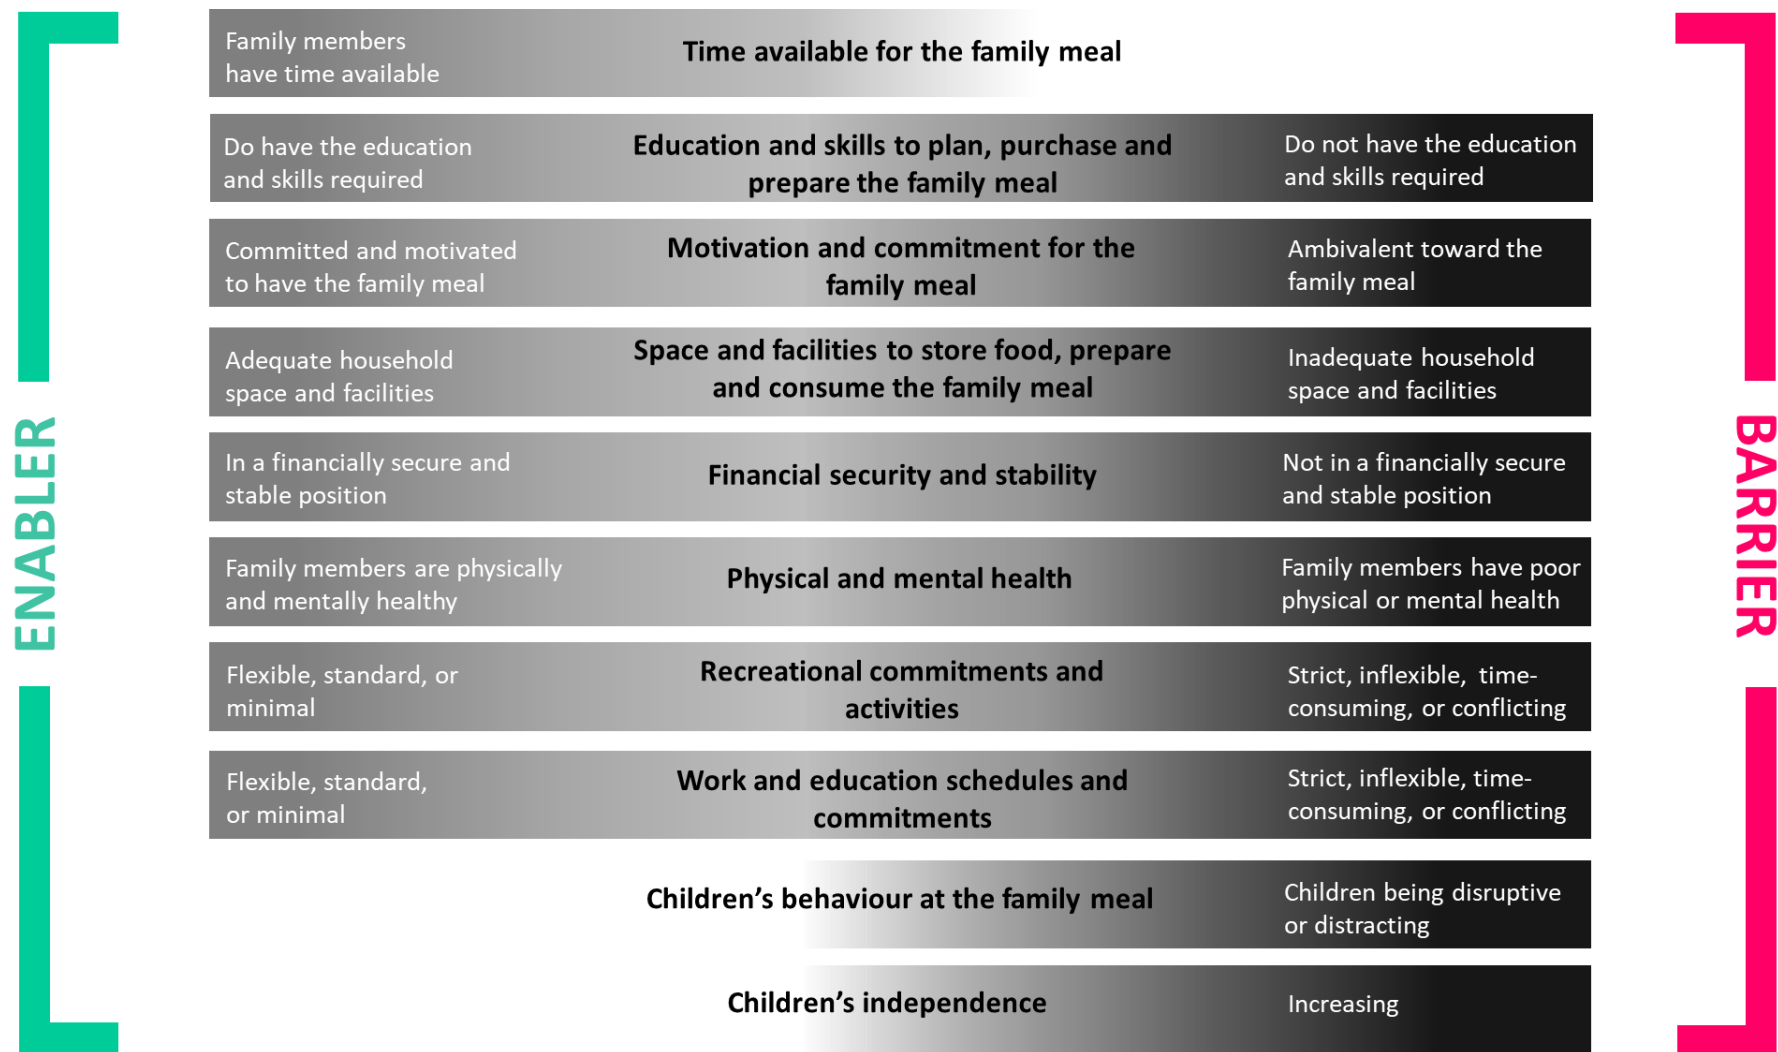 ENABLER
BARRIER
Family members
have time available
Time available for the family meal
Do have the education
and skills required
Education and skills to plan, purchase and
prepare the family meal
Do not have the education
and skills required
Committed and motivated
to have the family meal
Motivation and commitment for the
family meal
Ambivalent toward the
family meal
Adequate household
space and facilities
Space and facilities to store food, prepare
and consume the family meal
Inadequate household
space and facilities
In a financially secure and
stable position
Financial security and stability
Not in a financially secure
and stable position
Family members are physically
and mentally healthy
Physical and mental health
Family members have poor
physical or mental health
Flexible, standard, or
minimal
Recreational commitments and
activities
Strict, inflexible, time-
consuming, or conflicting
Flexible, standard,
or minimal
Work and education schedules and
commitments
Strict, inflexible, time-
consuming, or conflicting
Children’s behaviour at the family meal
Children being disruptive
or distracting
Children’s independence
Increasing